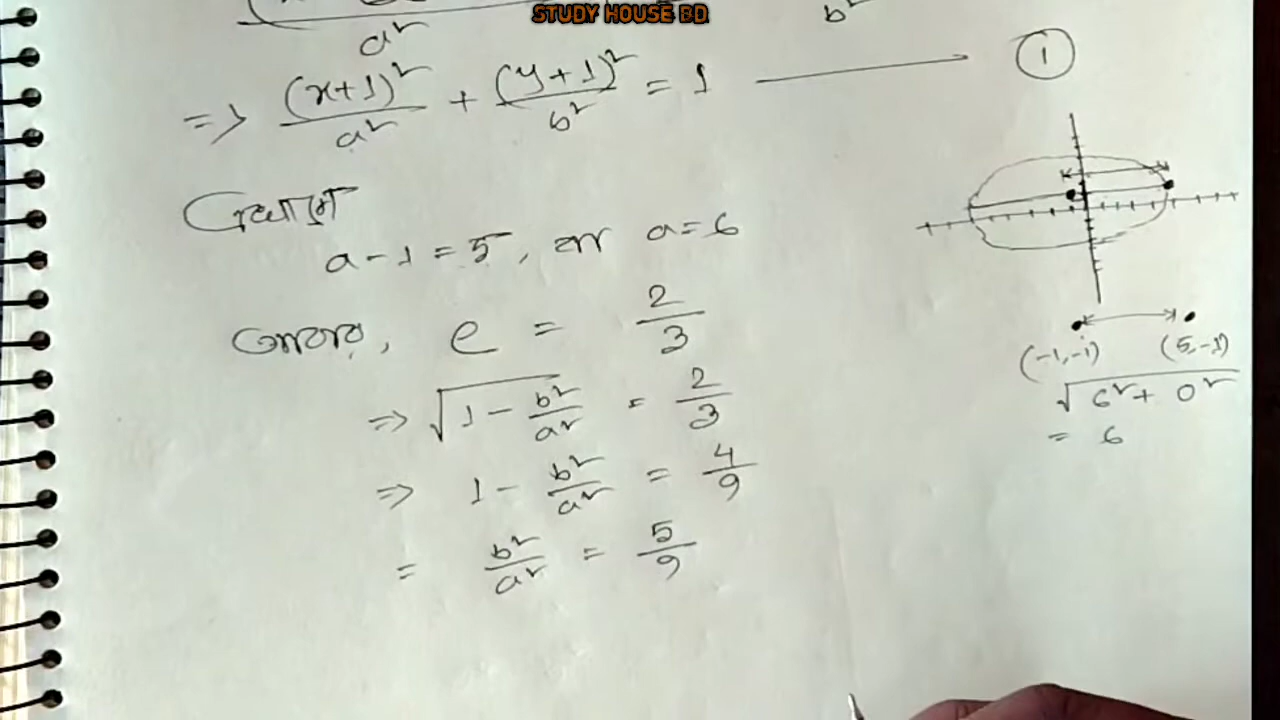 STUDY HOUSE BD
a² b²
=> (x+1)²/a² + (y+1)²/b² = 1 ——— ①
a - 1 = 5, বা a = 6
আবার, e = 2/3
=> √(1 - b²/a²) = 2/3
=> 1 - b²/a² = 4/9
= b²/a² = 5/9
(-1,-1) (5,-1)
√(6² + 0²)
= 6